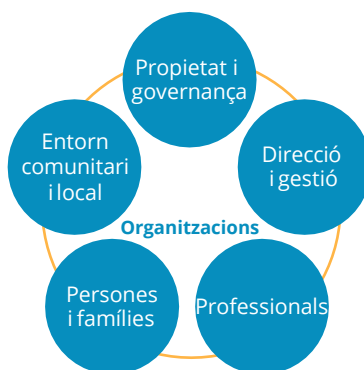 Propietat i
governança
Entorn
comunitari
i local
Direcció
i gestió
Organitzacions
Persones
i famílies
Professionals